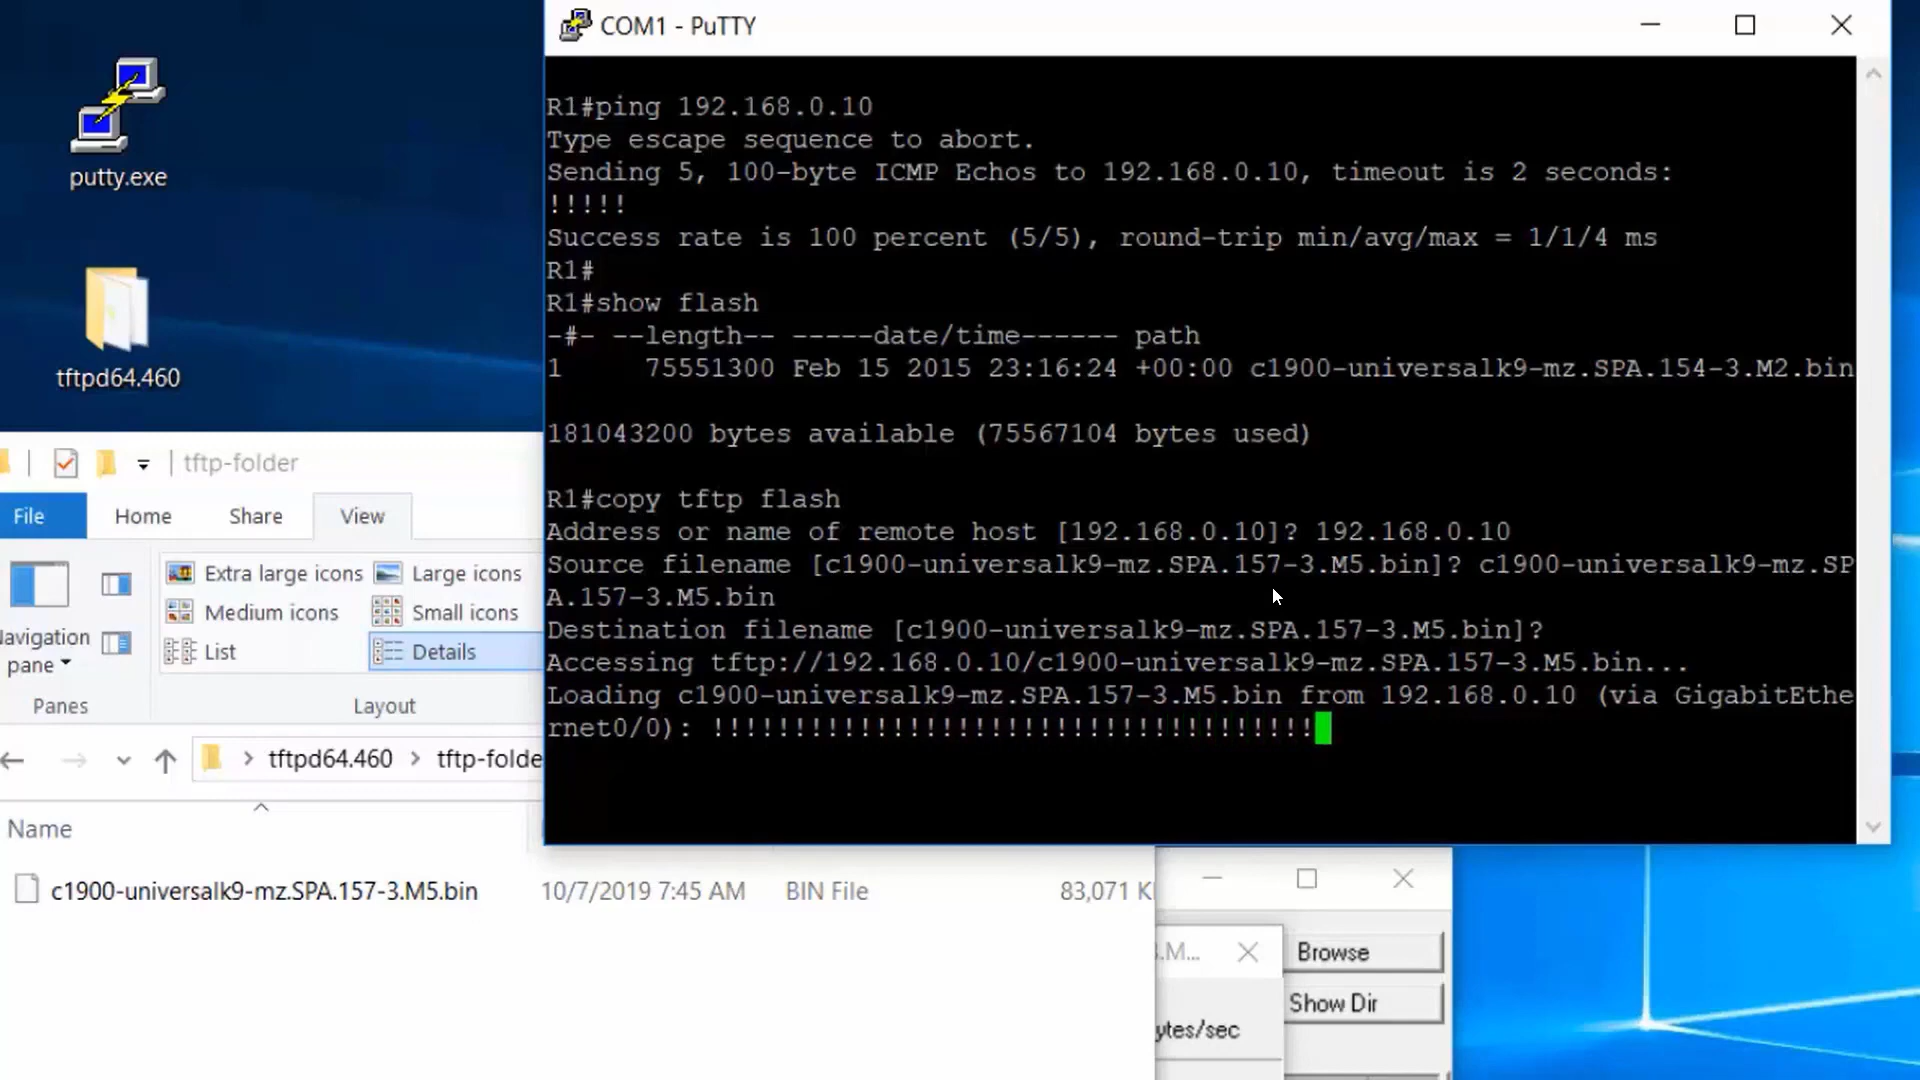 COM1 - PuTTY
putty.exe
tftpd64.460
R1#ping 192.168.0.10
Type escape sequence to abort.
Sending 5, 100-byte ICMP Echos to 192.168.0.10, timeout is 2 seconds:
!!!!!
Success rate is 100 percent (5/5), round-trip min/avg/max = 1/1/4 ms
R1#
R1#show flash
-#- --length-- -----date/time------ path
1     75551300 Feb 15 2015 23:16:24 +00:00 c1900-universalk9-mz.SPA.154-3.M2.bin
181043200 bytes available (75567104 bytes used)
R1#copy tftp flash
Address or name of remote host [192.168.0.10]? 192.168.0.10
Source filename [c1900-universalk9-mz.SPA.157-3.M5.bin]? c1900-universalk9-mz.SP
A.157-3.M5.bin
Destination filename [c1900-universalk9-mz.SPA.157-3.M5.bin]?
Accessing tftp://192.168.0.10/c1900-universalk9-mz.SPA.157-3.M5.bin...
Loading c1900-universalk9-mz.SPA.157-3.M5.bin from 192.168.0.10 (via GigabitEthe
rnet0/0): !!!!!!!!!!!!!!!!!!!!!!!!!!!!!!!!!!!!!
tftp-folder
File Home Share View
Extra large icons Large icons
Medium icons Small icons
List Details
Navigation
pane
Panes Layout
tftpd64.460 > tftp-folde
Name
c1900-universalk9-mz.SPA.157-3.M5.bin 10/7/2019 7:45 AM BIN File 83,071 K
.M...
Browse
Show Dir
ytes/sec